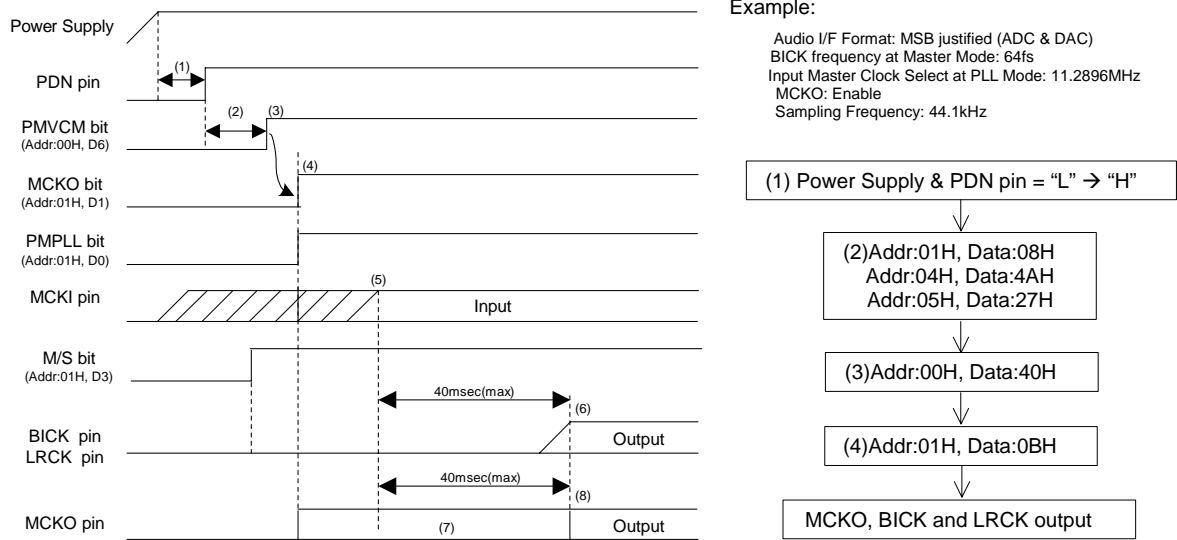 Power Supply
(1)
PDN pin
(2)
(3)
PMVCM bit
(Addr:00H, D6)
(4)
MCKO bit
(Addr:01H, D1)
PMPLL bit
(Addr:01H, D0)
(5)
MCKI pin
Input
M/S bit
(Addr:01H, D3)
40msec(max)
(6)
BICK pin
Output
LRCK pin
40msec(max)
(8)
MCKO pin
(7)
Output
Example:
Audio I/F Format: MSB justified (ADC & DAC)
BICK frequency at Master Mode: 64fs
Input Master Clock Select at PLL Mode: 11.2896MHz
MCKO: Enable
Sampling Frequency: 44.1kHz
(1) Power Supply & PDN pin = “L” → “H”
(2)Addr:01H, Data:08H
Addr:04H, Data:4AH
Addr:05H, Data:27H
(3)Addr:00H, Data:40H
(4)Addr:01H, Data:0BH
MCKO, BICK and LRCK output